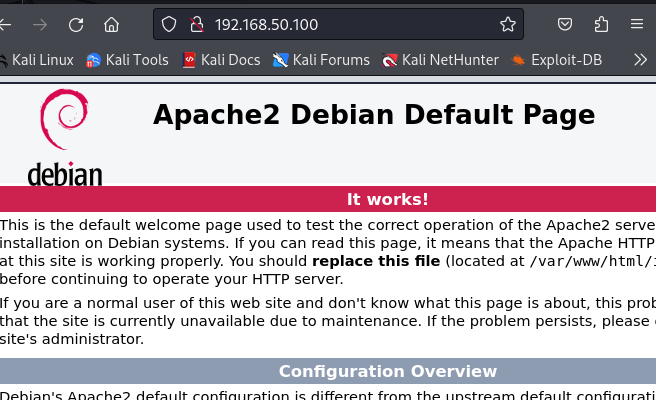 192.168.50.100
Kali Linux Kali Tools Kali Docs Kali Forums Kali NetHunter Exploit-DB
debian
Apache2 Debian Default Page
It works!
This is the default welcome page used to test the correct operation of the Apache2 serve
installation on Debian systems. If you can read this page, it means that the Apache HTTP
at this site is working properly. You should replace this file (located at /var/www/html/
before continuing to operate your HTTP server.
If you are a normal user of this web site and don't know what this page is about, this pro
that the site is currently unavailable due to maintenance. If the problem persists, please
site's administrator.
Configuration Overview
Debian's Apache2 default configuration is different from the upstream default configurati